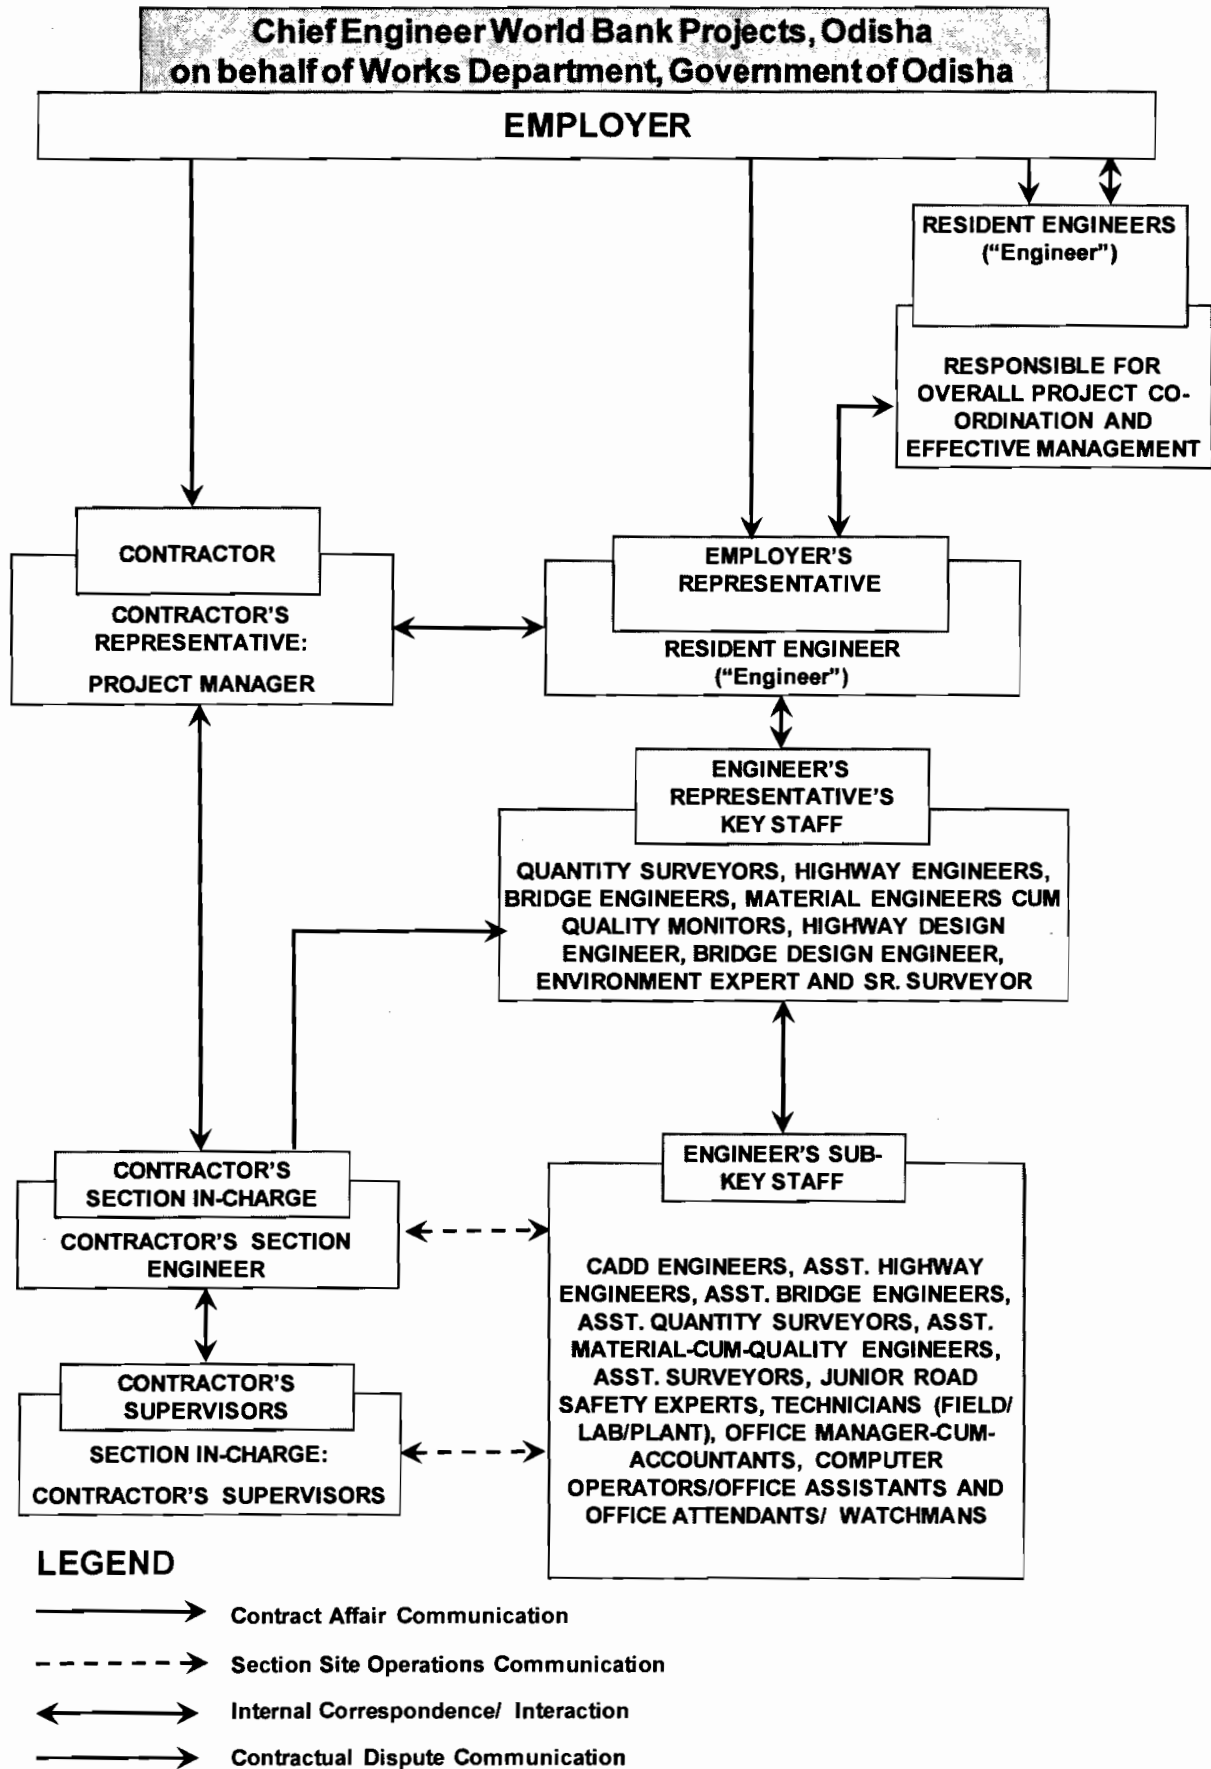 Chief Engineer World Bank Projects, Odisha
on behalf of Works Department, Government of Odisha
EMPLOYER
RESIDENT ENGINEERS
("Engineer")
RESPONSIBLE FOR
OVERALL PROJECT CO-
ORDINATION AND
EFFECTIVE MANAGEMENT
CONTRACTOR
CONTRACTOR'S
REPRESENTATIVE:
PROJECT MANAGER
EMPLOYER'S
REPRESENTATIVE
RESIDENT ENGINEER
("Engineer")
ENGINEER'S
REPRESENTATIVE'S
KEY STAFF
QUANTITY SURVEYORS, HIGHWAY ENGINEERS,
BRIDGE ENGINEERS, MATERIAL ENGINEERS CUM
QUALITY MONITORS, HIGHWAY DESIGN
ENGINEER, BRIDGE DESIGN ENGINEER,
ENVIRONMENT EXPERT AND SR. SURVEYOR
CONTRACTOR'S
SECTION IN-CHARGE
CONTRACTOR'S SECTION
ENGINEER
CONTRACTOR'S
SUPERVISORS
SECTION IN-CHARGE:
CONTRACTOR'S SUPERVISORS
ENGINEER'S SUB-
KEY STAFF
CADD ENGINEERS, ASST. HIGHWAY
ENGINEERS, ASST. BRIDGE ENGINEERS,
ASST. QUANTITY SURVEYORS, ASST.
MATERIAL-CUM-QUALITY ENGINEERS,
ASST. SURVEYORS, JUNIOR ROAD
SAFETY EXPERTS, TECHNICIANS (FIELD/
LAB/PLANT), OFFICE MANAGER-CUM-
ACCOUNTANTS, COMPUTER
OPERATORS/OFFICE ASSISTANTS AND
OFFICE ATTENDANTS/ WATCHMANS
LEGEND
Contract Affair Communication
Section Site Operations Communication
Internal Correspondence/ Interaction
Contractual Dispute Communication